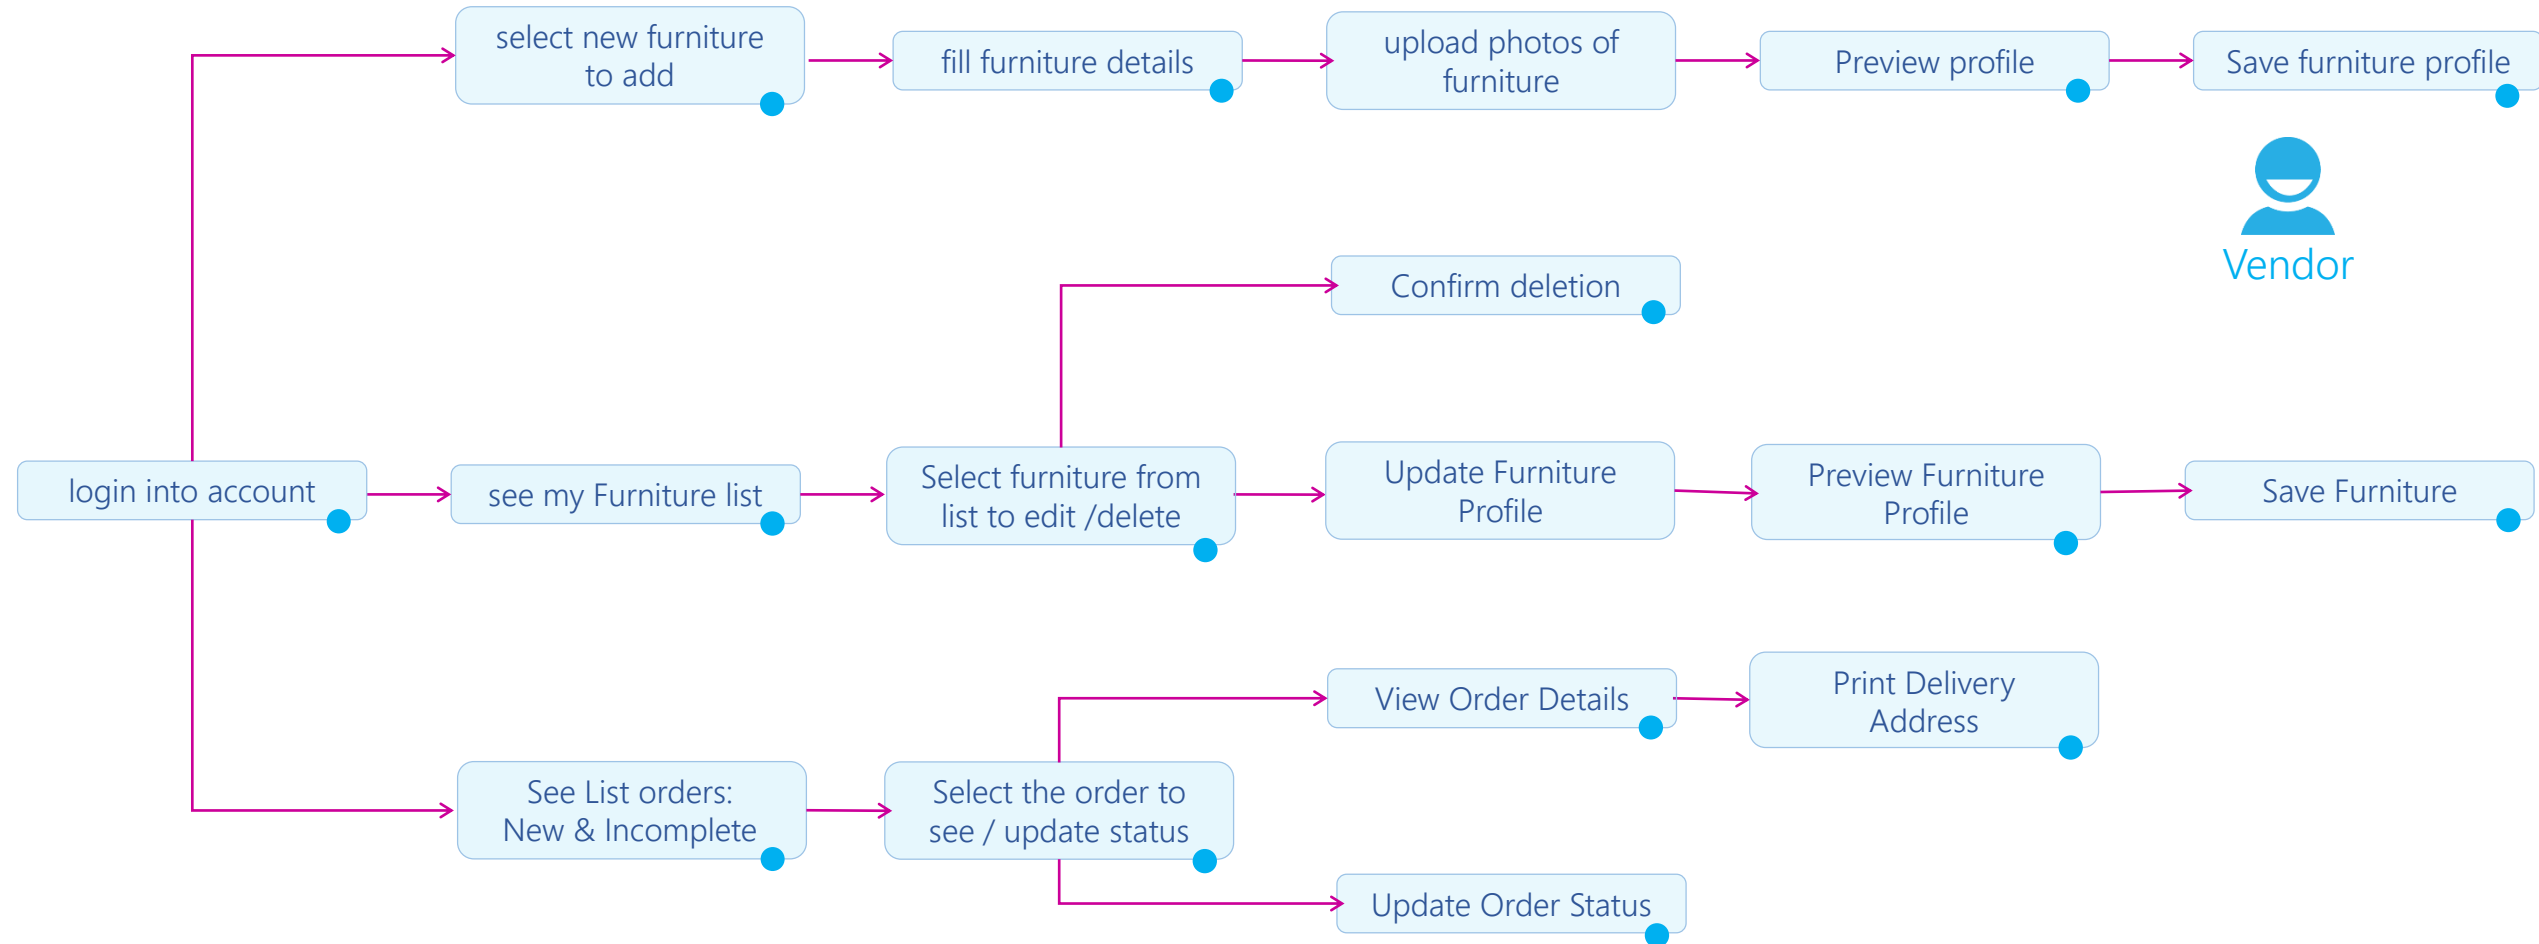 select new furniture
to add
fill furniture details
upload photos of
furniture
Preview profile
Save furniture profile
Vendor
Confirm deletion
login into account
see my Furniture list
Select furniture from
list to edit /delete
Update Furniture
Profile
Preview Furniture
Profile
Save Furniture
View Order Details
Print Delivery
Address
See List orders:
New & Incomplete
Select the order to
see / update status
Update Order Status